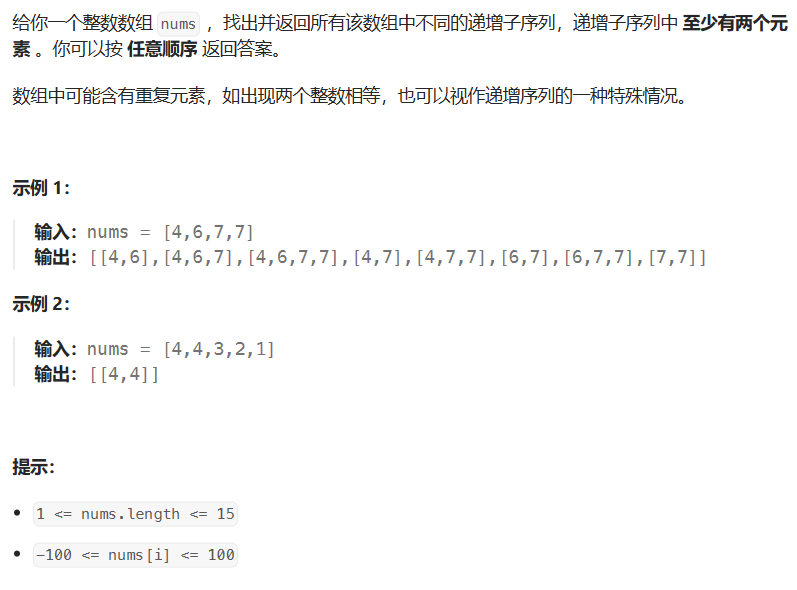 给你一个整数数组 nums ，找出并返回所有该数组中不同的递增子序列，递增子序列中 至少有两个元
素 。你可以按 任意顺序 返回答案。
数组中可能含有重复元素，如出现两个整数相等，也可以视作递增序列的一种特殊情况。
示例 1：
输入：nums = [4,6,7,7]
输出：[[4,6],[4,6,7],[4,6,7,7],[4,7],[4,7,7],[6,7],[6,7,7],[7,7]]
示例 2：
输入：nums = [4,4,3,2,1]
输出：[[4,4]]
提示：
• 1 <= nums.length <= 15
• -100 <= nums[i] <= 100